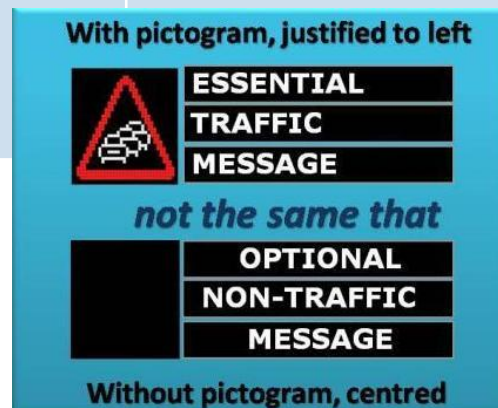 With pictogram, justified to left
ESSENTIAL
TRAFFIC
MESSAGE
not the same that
OPTIONAL
NON-TRAFFIC
MESSAGE
Without pictogram, centred